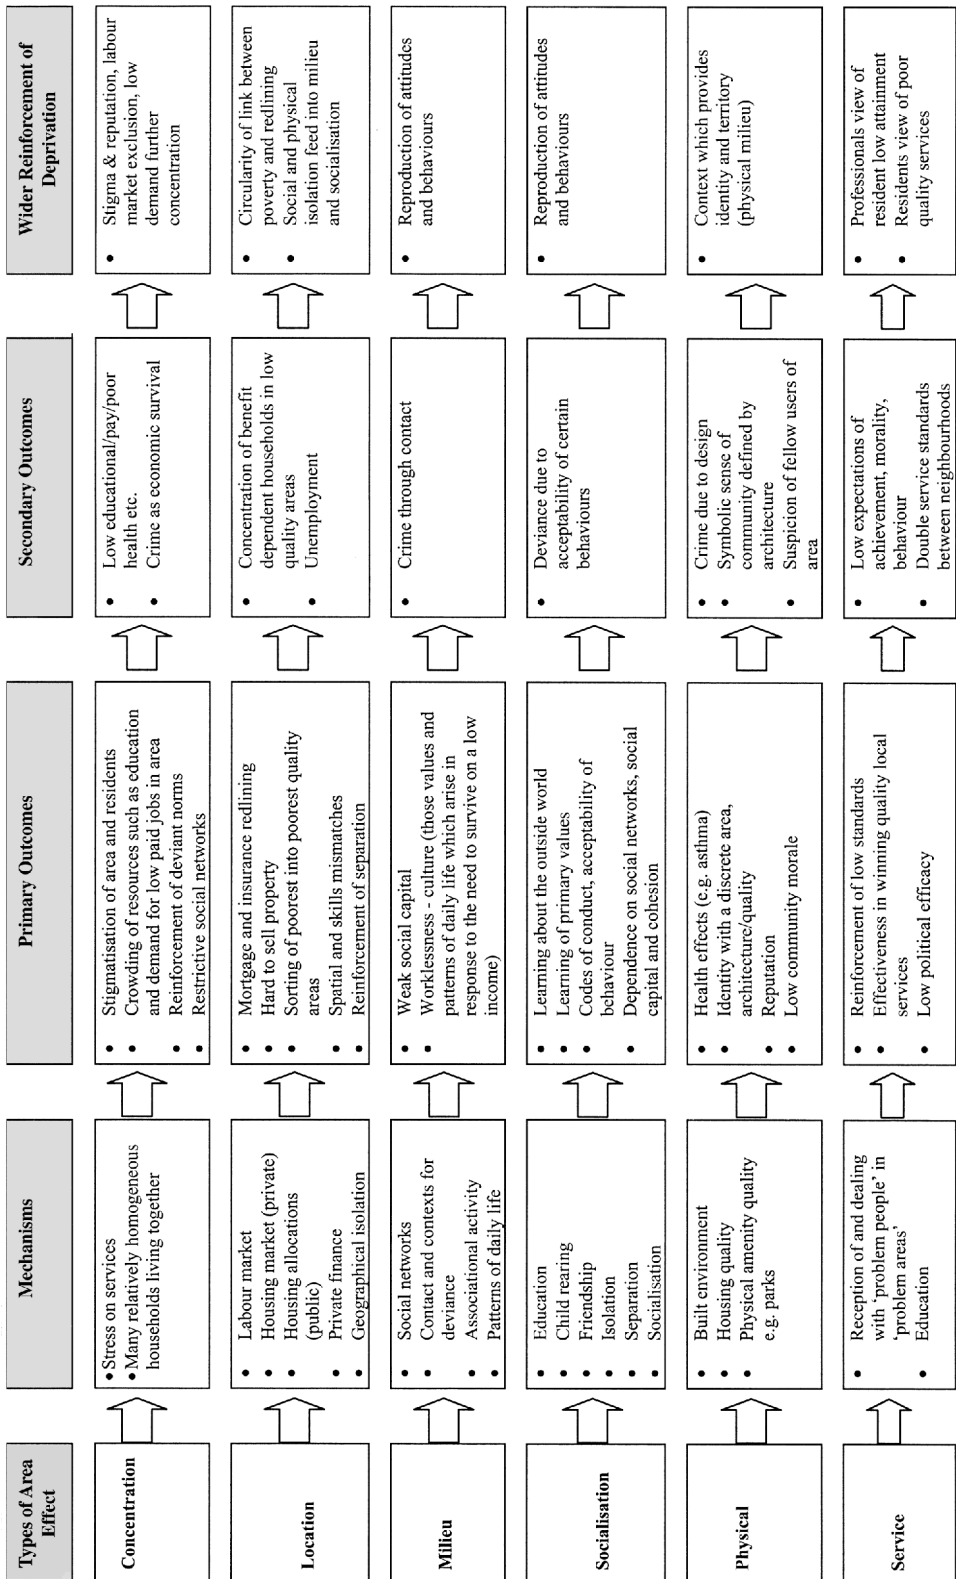 Types of Area
Effect
Mechanisms
Primary Outcomes
Secondary Outcomes
Wider Reinforcement of
Deprivation
Concentration
• Stress on services
• Many relatively homogeneous
households living together
• Stigmatisation of area and residents
• Crowding of resources such as education
and demand for low paid jobs in area
• Reinforcement of deviant norms
• Restrictive social networks
• Low educational/pay/poor
health etc.
• Crime as economic survival
• Stigma & reputation, labour
market exclusion, low
demand further
concentration
Location
• Labour market
• Housing market (private)
• Housing allocations
(public)
• Private finance
• Geographical isolation
• Mortgage and insurance redlining
• Hard to sell property
• Sorting of poorest into poorest quality
areas
• Spatial and skills mismatches
• Reinforcement of separation
• Concentration of benefit
dependent households in low
quality areas
• Unemployment
• Circularity of link between
poverty and redlining
• Social and physical
isolation feed into milieu
and socialisation
Milieu
• Social networks
• Contact and contexts for
deviance
• Associational activity
• Patterns of daily life
• Weak social capital
• Worklessness - culture (those values and
patterns of daily life which arise in
response to the need to survive on a low
income)
• Crime through contact
• Reproduction of attitudes
and behaviours
Socialisation
• Education
• Child rearing
• Friendship
• Isolation
• Separation
• Socialisation
• Learning about the outside world
• Learning of primary values
• Codes of conduct, acceptability of
behaviour
• Dependence on social networks, social
capital and cohesion
• Deviance due to
acceptability of certain
behaviours
• Reproduction of attitudes
and behaviours
Physical
• Built environment
• Housing quality
• Physical amenity quality
e.g. parks
• Health effects (e.g. asthma)
• Identity with a discrete area,
architecture/quality
• Reputation
• Low community morale
• Crime due to design
• Symbolic sense of
community defined by
architecture
• Suspicion of fellow users of
area
• Context which provides
identity and territory
(physical milieu)
Service
• Reception of and dealing
with ‘problem people’ in
‘problem areas’
• Education
• Reinforcement of low standards
• Effectiveness in winning quality local
services
• Low political efficacy
• Low expectations of
achievement, morality,
behaviour
• Double service standards
between neighbourhoods
• Professionals view of
resident low attainment
• Residents view of poor
quality services